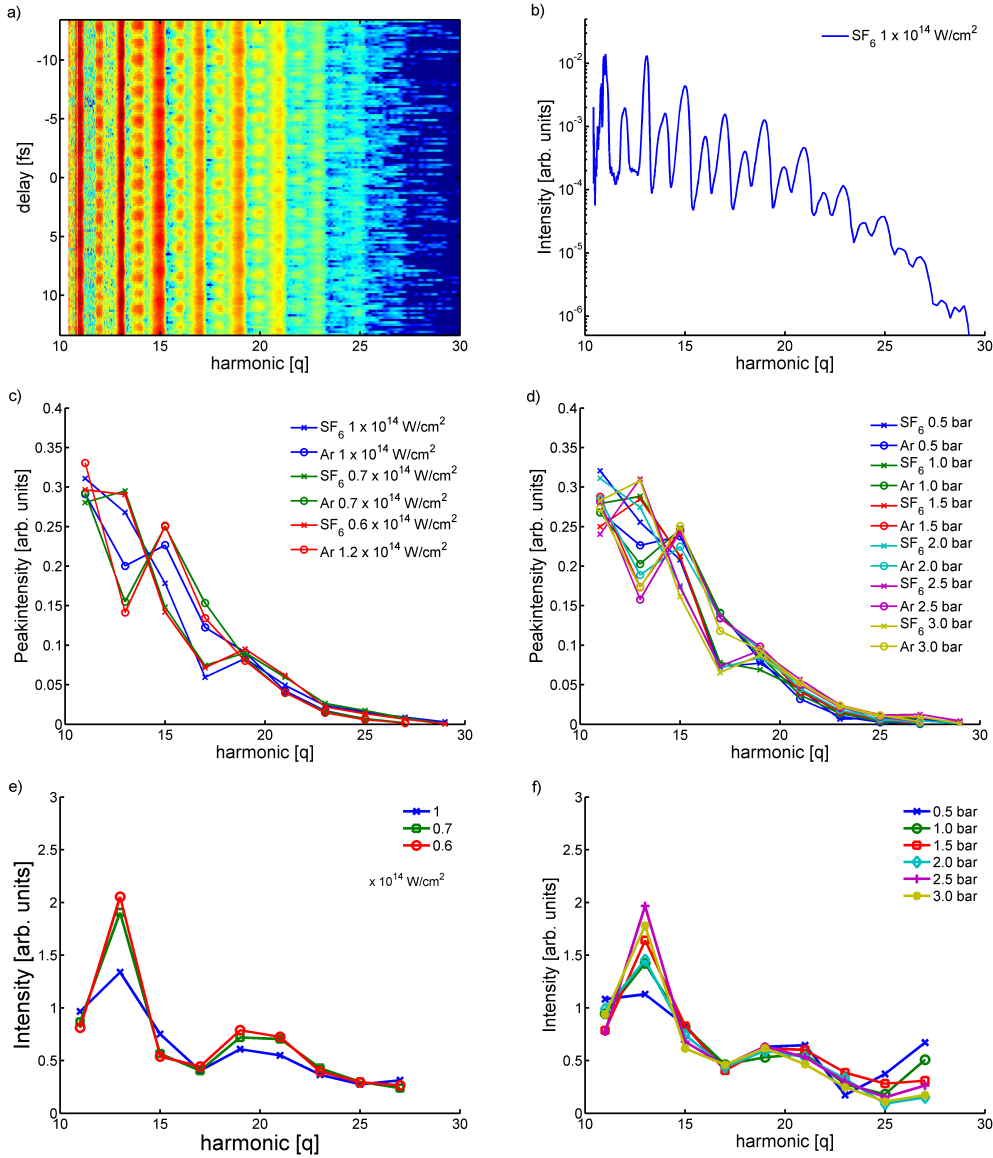 a)
-10
-5
0
5
10
delay [fs]
10 15 20 25 30
harmonic [q]
b)
SF6 1 x 10^14 W/cm^2
10^-2
10^-3
10^-4
10^-5
10^-6
Intensity [arb. units]
10 15 20 25 30
harmonic [q]
c)
0.4
0.35
0.3
0.25
0.2
0.15
0.1
0.05
0
Peakintensity [arb. units]
SF6 1 x 10^14 W/cm^2
Ar 1 x 10^14 W/cm^2
SF6 0.7 x 10^14 W/cm^2
Ar 0.7 x 10^14 W/cm^2
SF6 0.6 x 10^14 W/cm^2
Ar 1.2 x 10^14 W/cm^2
10 15 20 25 30
harmonic [q]
d)
0.4
0.35
0.3
0.25
0.2
0.15
0.1
0.05
0
Peakintensity [arb. units]
SF6 0.5 bar
Ar 0.5 bar
SF6 1.0 bar
Ar 1.0 bar
SF6 1.5 bar
Ar 1.5 bar
SF6 2.0 bar
Ar 2.0 bar
SF6 2.5 bar
Ar 2.5 bar
SF6 3.0 bar
Ar 3.0 bar
10 15 20 25 30
harmonic [q]
e)
3
2.5
2
1.5
1
0.5
0
Intensity [arb. units]
1
0.7
0.6
x 10^14 W/cm^2
10 15 20 25 30
harmonic [q]
f)
3
2.5
2
1.5
1
0.5
0
Intensity [arb. units]
0.5 bar
1.0 bar
1.5 bar
2.0 bar
2.5 bar
3.0 bar
10 15 20 25 30
harmonic [q]